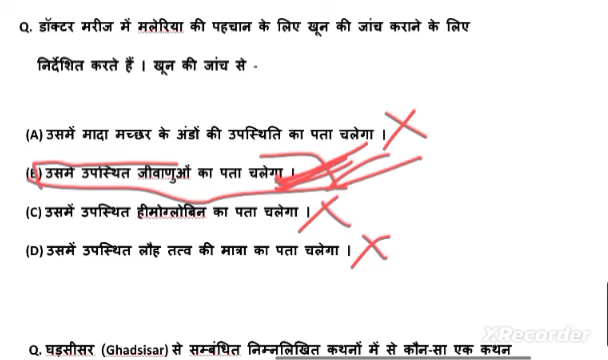 Q. डॉक्टर मरीज में मलेरिया की पहचान के लिए खून की जांच कराने के लिए
निर्देशित करते हैं । खून की जांच से -
(A) उसमें मादा मच्छर के अंडों की उपस्थिति का पता चलेगा ।
(B) उसमें उपस्थित जीवाणुओं का पता चलेगा ।
(C) उसमें उपस्थित हीमोग्लोबिन का पता चलेगा ।
(D) उसमें उपस्थित लौह तत्व की मात्रा का पता चलेगा ।
Q. घड़सीसर (Ghadsisar) से सम्बंधित निम्नलिखित कथनों में से कौन-सा एक कथन
XRecorder